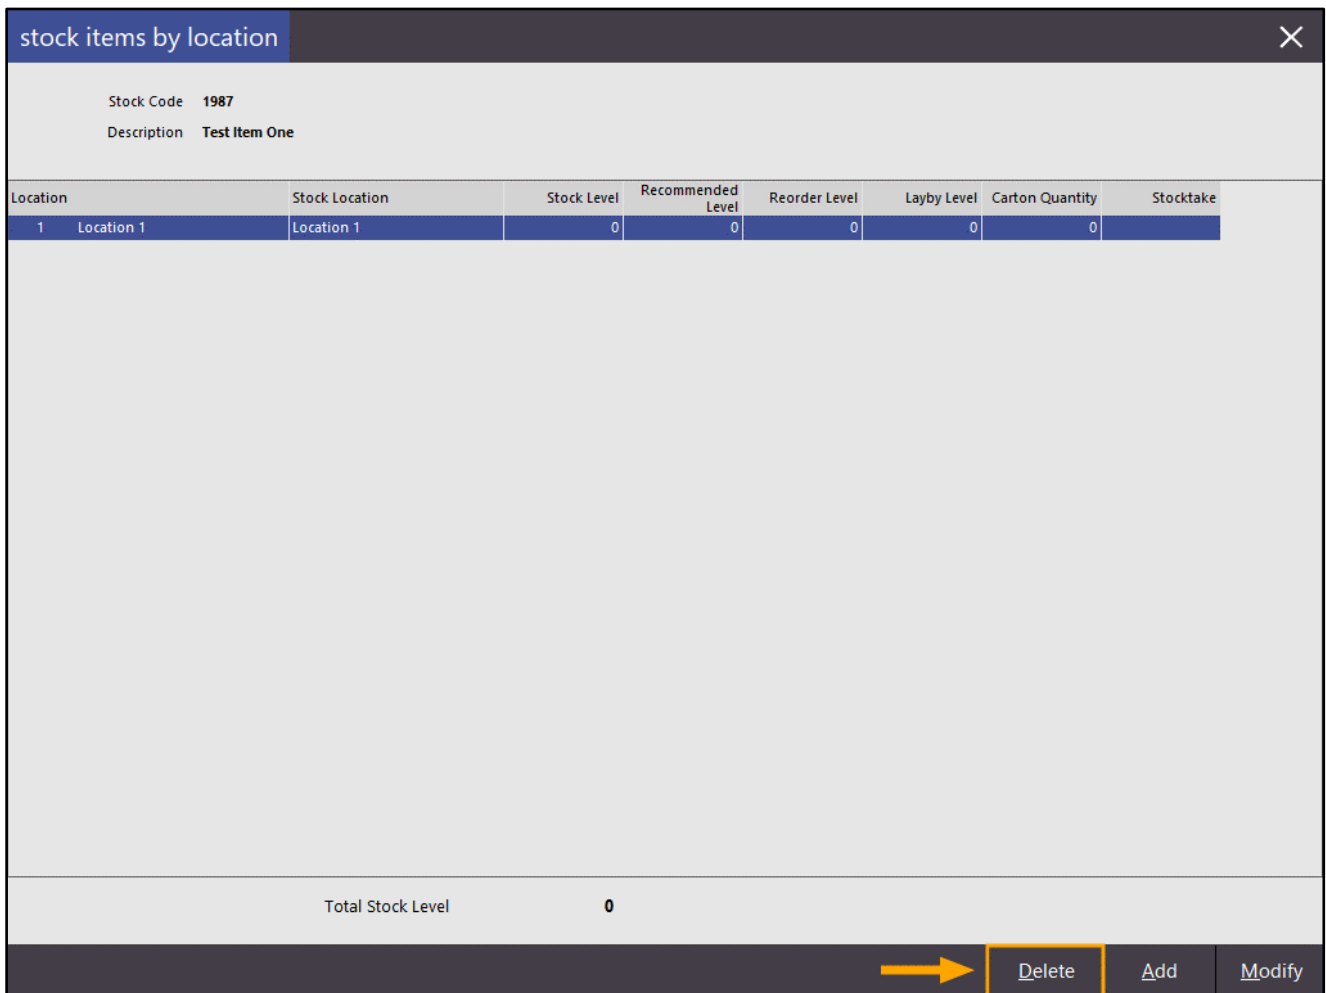 stock items by location
Stock Code 1987
Description Test Item One
Location Stock Location Stock Level Recommended Level Reorder Level Layby Level Carton Quantity Stocktake
1 Location 1 Location 1 0 0 0 0 0
Total Stock Level 0
Delete Add Modify